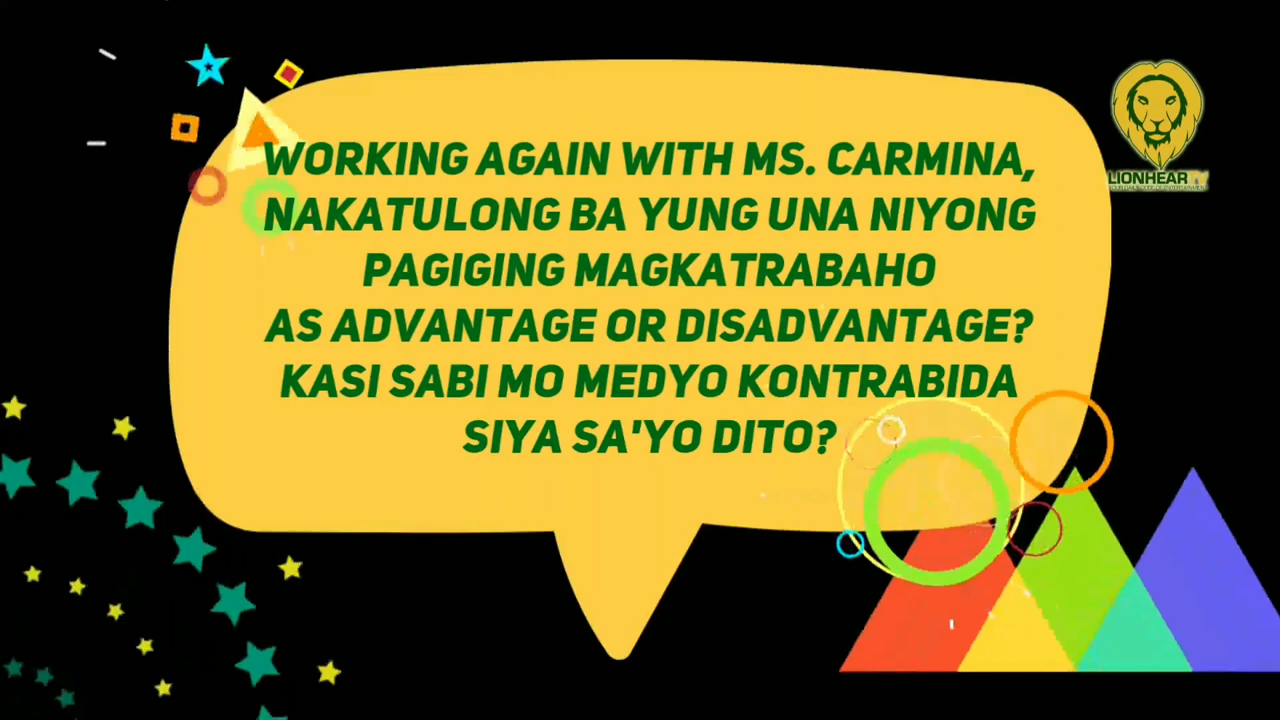 WORKING AGAIN WITH MS. CARMINA,
NAKATULONG BA YUNG UNA NIYONG
PAGIGING MAGKATRABAHO
AS ADVANTAGE OR DISADVANTAGE?
KASI SABI MO MEDYO KONTRABIDA
SIYA SA'YO DITO?
LIONHEARTV